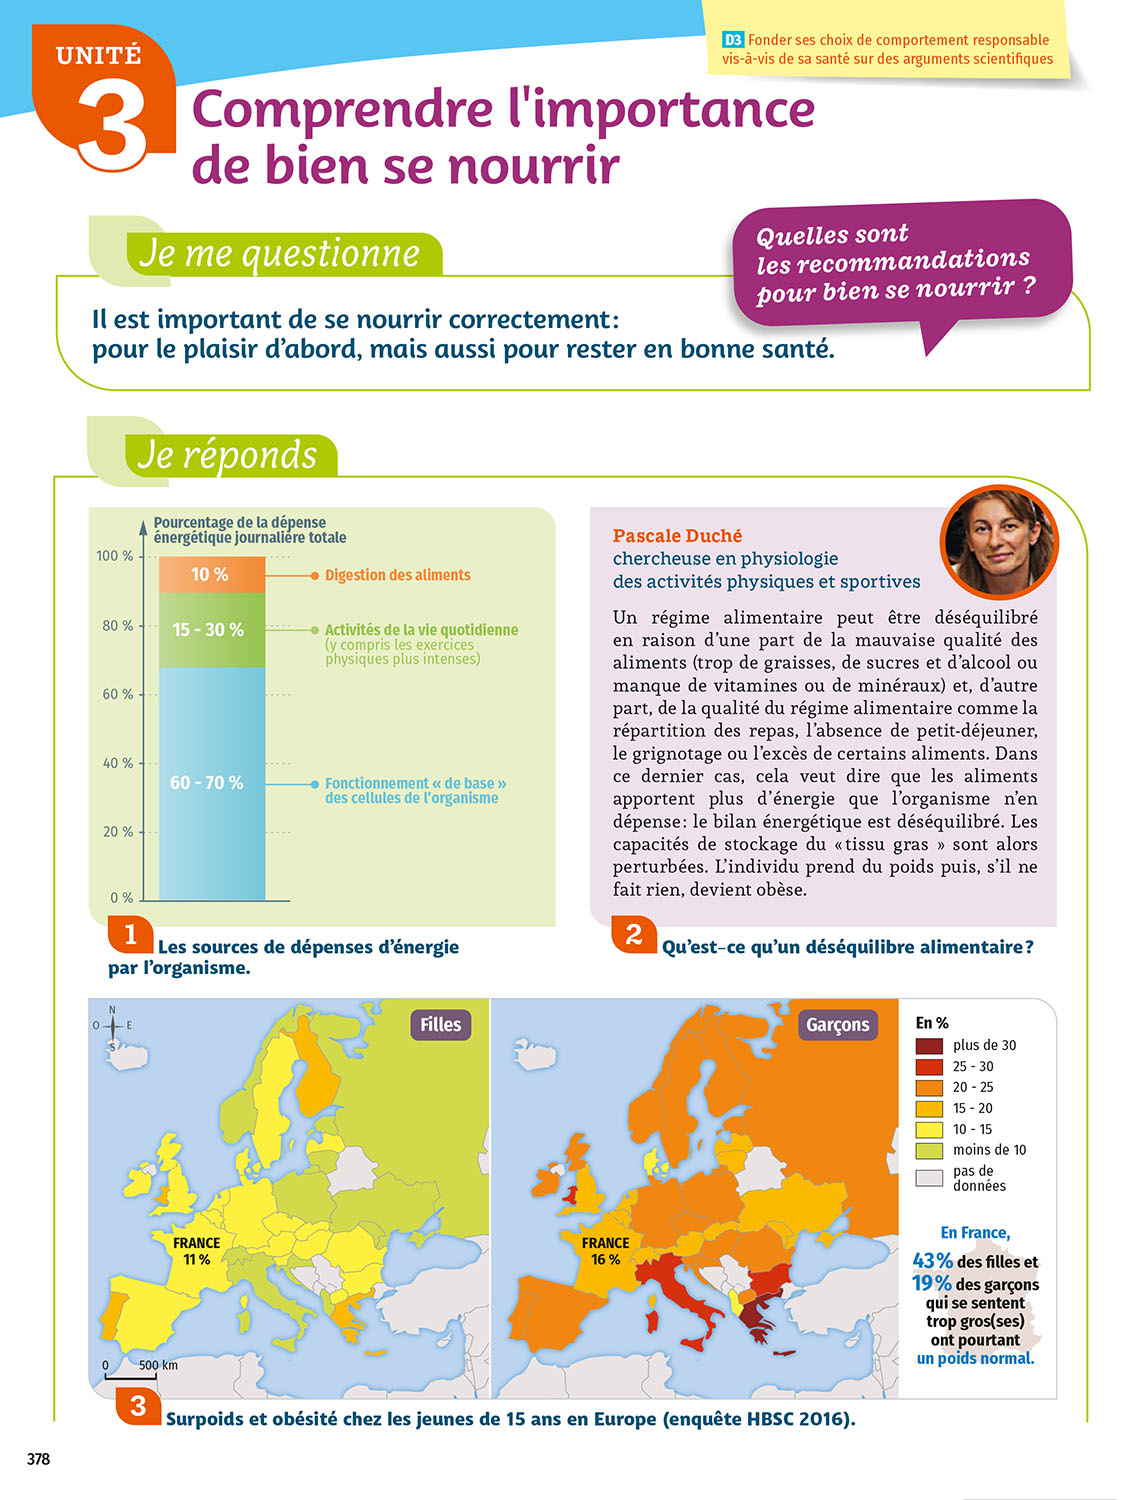 UNITÉ
3
D3 Fonder ses choix de comportement responsable
vis-à-vis de sa santé sur des arguments scientifiques
Comprendre l'importance
de bien se nourrir
Je me questionne
Quelles sont
les recommandations
pour bien se nourrir ?
Il est important de se nourrir correctement :
pour le plaisir d'abord, mais aussi pour rester en bonne santé.
Je réponds
Pourcentage de la dépense
énergétique journalière totale
100 %
80 %
60 %
40 %
20 %
0 %
10 %
Digestion des aliments
15 - 30 %
Activités de la vie quotidienne
(y compris les exercices
physiques plus intenses)
60 - 70 %
Fonctionnement « de base »
des cellules de l'organisme
1 Les sources de dépenses d'énergie
par l'organisme.
Pascale Duché
chercheuse en physiologie
des activités physiques et sportives
Un régime alimentaire peut être déséquilibré
en raison d'une part de la mauvaise qualité des
aliments (trop de graisses, de sucres et d'alcool ou
manque de vitamines ou de minéraux) et, d'autre
part, de la qualité du régime alimentaire comme la
répartition des repas, l'absence de petit-déjeuner,
le grignotage ou l'excès de certains aliments. Dans
ce dernier cas, cela veut dire que les aliments
apportent plus d'énergie que l'organisme n'en
dépense : le bilan énergétique est déséquilibré. Les
capacités de stockage du « tissu gras » sont alors
perturbées. L'individu prend du poids puis, s'il ne
fait rien, devient obèse.
2 Qu'est-ce qu'un déséquilibre alimentaire ?
N
O
E
S
Filles
FRANCE
11 %
0
500 km
Garçons
FRANCE
16 %
En %
plus de 30
25 - 30
20 - 25
15 - 20
10 - 15
moins de 10
pas de
données
En France,
43 % des filles et
19 % des garçons
qui se sentent
trop gros(ses)
ont pourtant
un poids normal.
3 Surpoids et obésité chez les jeunes de 15 ans en Europe (enquête HBSC 2016).
378